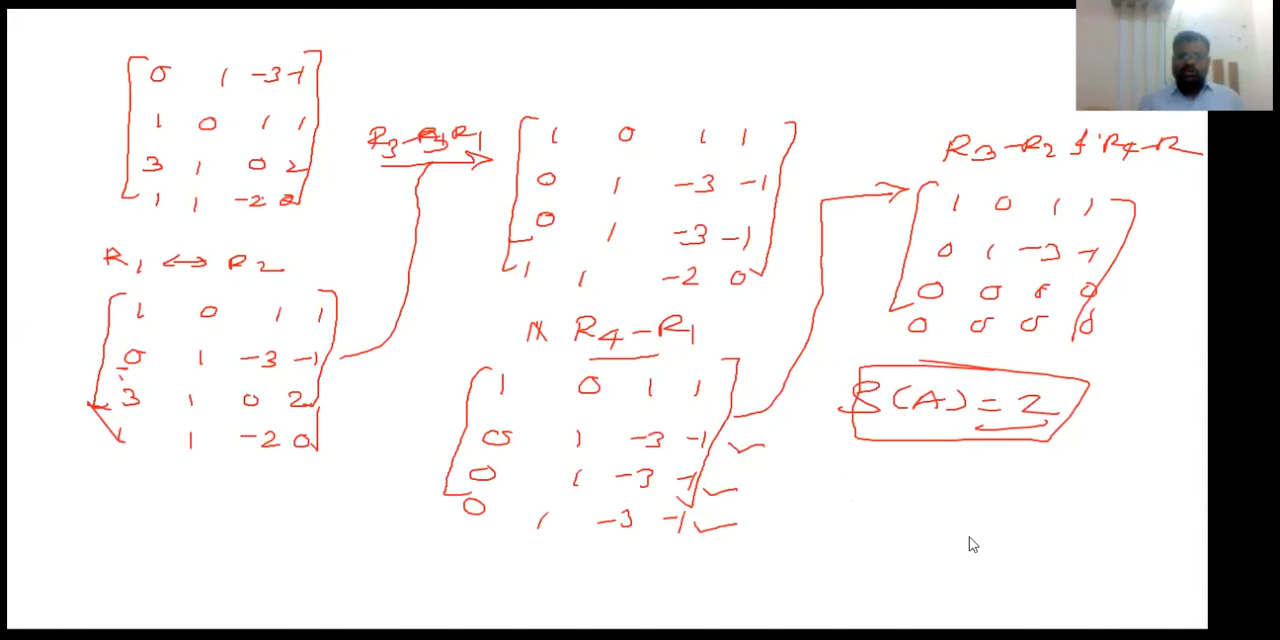 0 1 -3 -1
1 0 1 1
3 1 0 2
1 1 -2 0
R1 ↔ R2
1 0 1 1
0 1 -3 -1
3 1 0 2
1 1 -2 0
1 0 1 1
0 1 -3 -1
0 1 -3 -1
1 1 -2 0
R4 - R1
1 0 1 1
0 1 -3 -1 ✓
0 1 -3 -1 ✓
0 1 -3 -1 ✓
R3 - R2 & R4 - R
1 0 1 1
0 1 -3 -1
0 0 0 0
0 0 0 0
ρ(A) = 2